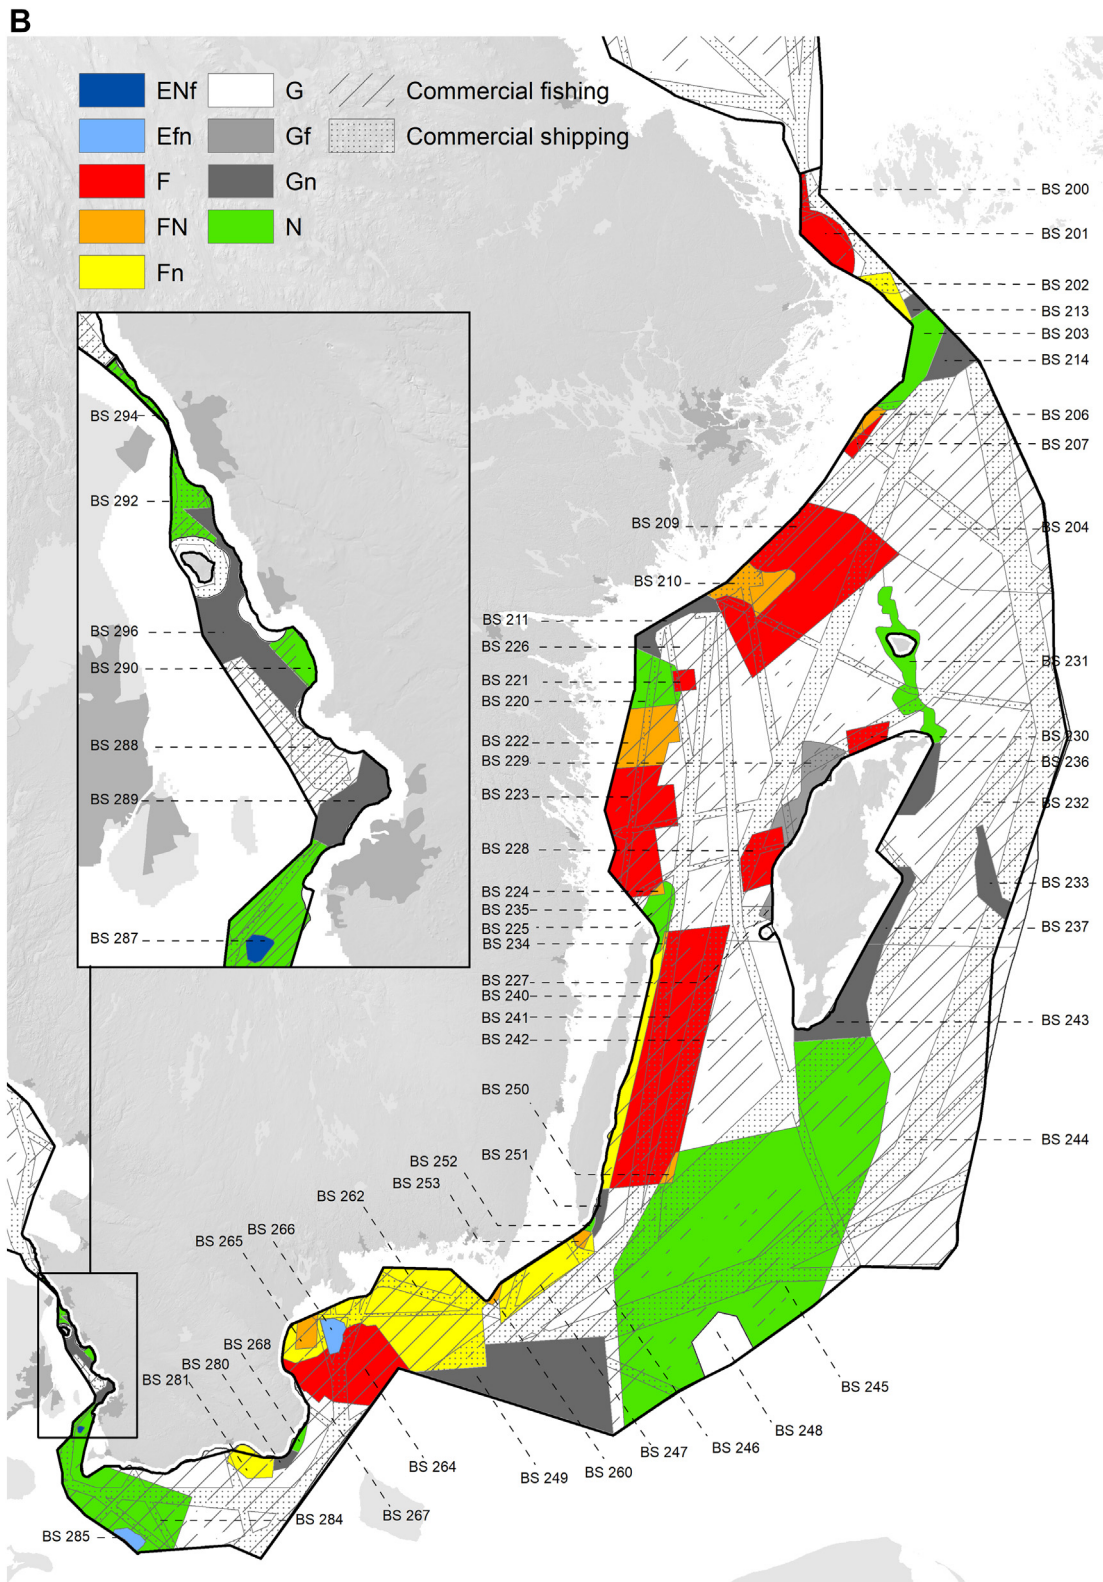 B
ENf
G
Commercial fishing
Efn
Gf
Commercial shipping
F
Gn
FN
N
Fn
BS 200
BS 201
BS 202
BS 213
BS 203
BS 214
BS 206
BS 207
BS 204
BS 209
BS 210
BS 211
BS 226
BS 221
BS 220
BS 222
BS 229
BS 223
BS 228
BS 224
BS 235
BS 225
BS 234
BS 227
BS 240
BS 241
BS 242
BS 250
BS 251
BS 252
BS 253
BS 231
BS 230
BS 236
BS 232
BS 233
BS 237
BS 243
BS 244
BS 294
BS 292
BS 296
BS 290
BS 288
BS 289
BS 287
BS 262
BS 266
BS 265
BS 268
BS 280
BS 281
BS 285
BS 284
BS 267
BS 264
BS 249
BS 260
BS 247
BS 246
BS 248
BS 245